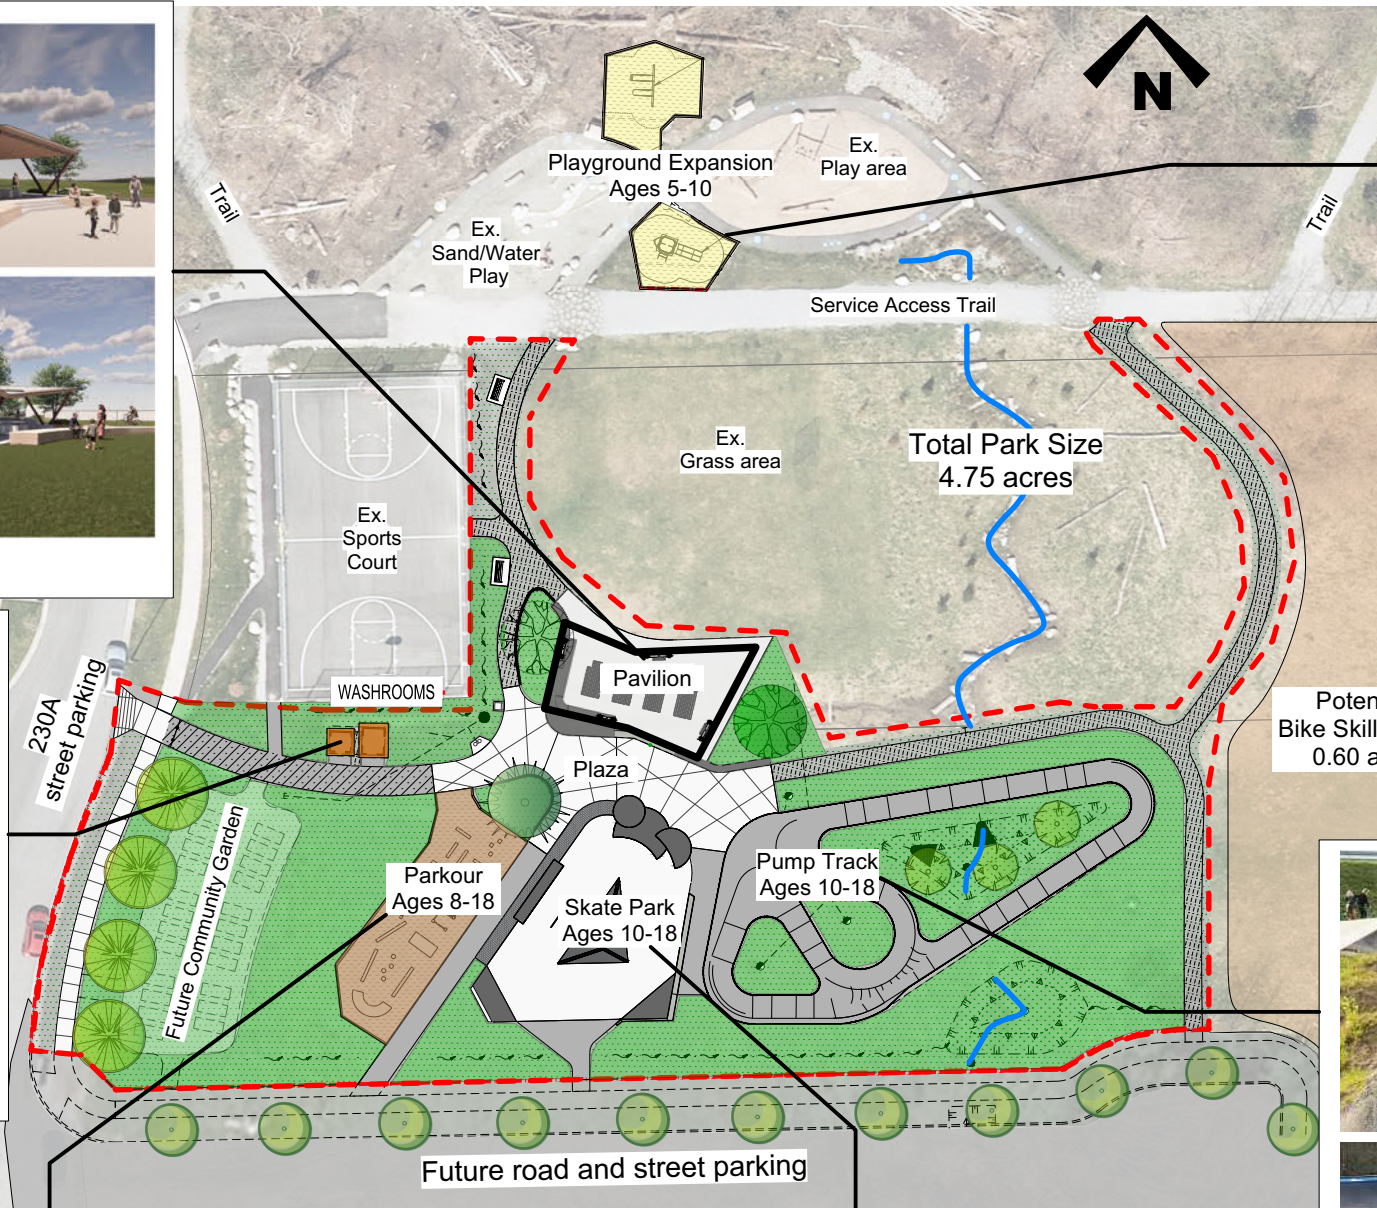 N
Playground Expansion
Ages 5-10
Ex.
Play area
Trail
Trail
Ex.
Sand/Water
Play
Service Access Trail
Ex.
Grass area
Total Park Size
4.75 acres
Ex.
Sports
Court
WASHROOMS
Pavilion
230A
street parking
Poten
Bike Skill
0.60 a
Plaza
Future Community Garden
Parkour
Ages 8-18
Skate Park
Ages 10-18
Pump Track
Ages 10-18
Future road and street parking